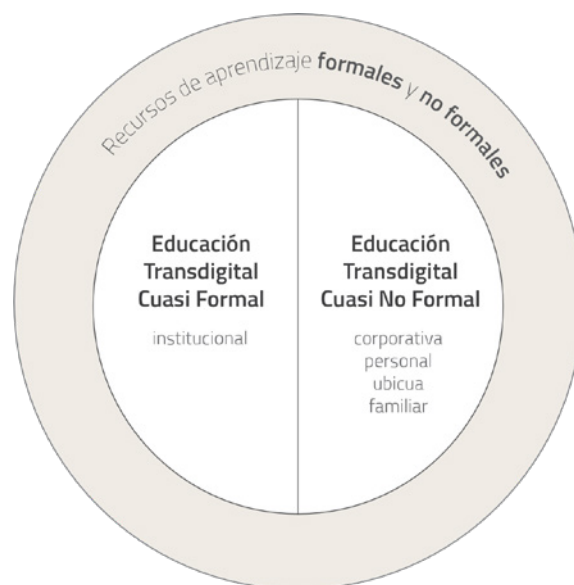 Recursos de aprendizaje formales y no formales
Educación
Transdigital
Cuasi Formal
institucional
Educación
Transdigital
Cuasi No Formal
corporativa
personal
ubicua
familiar